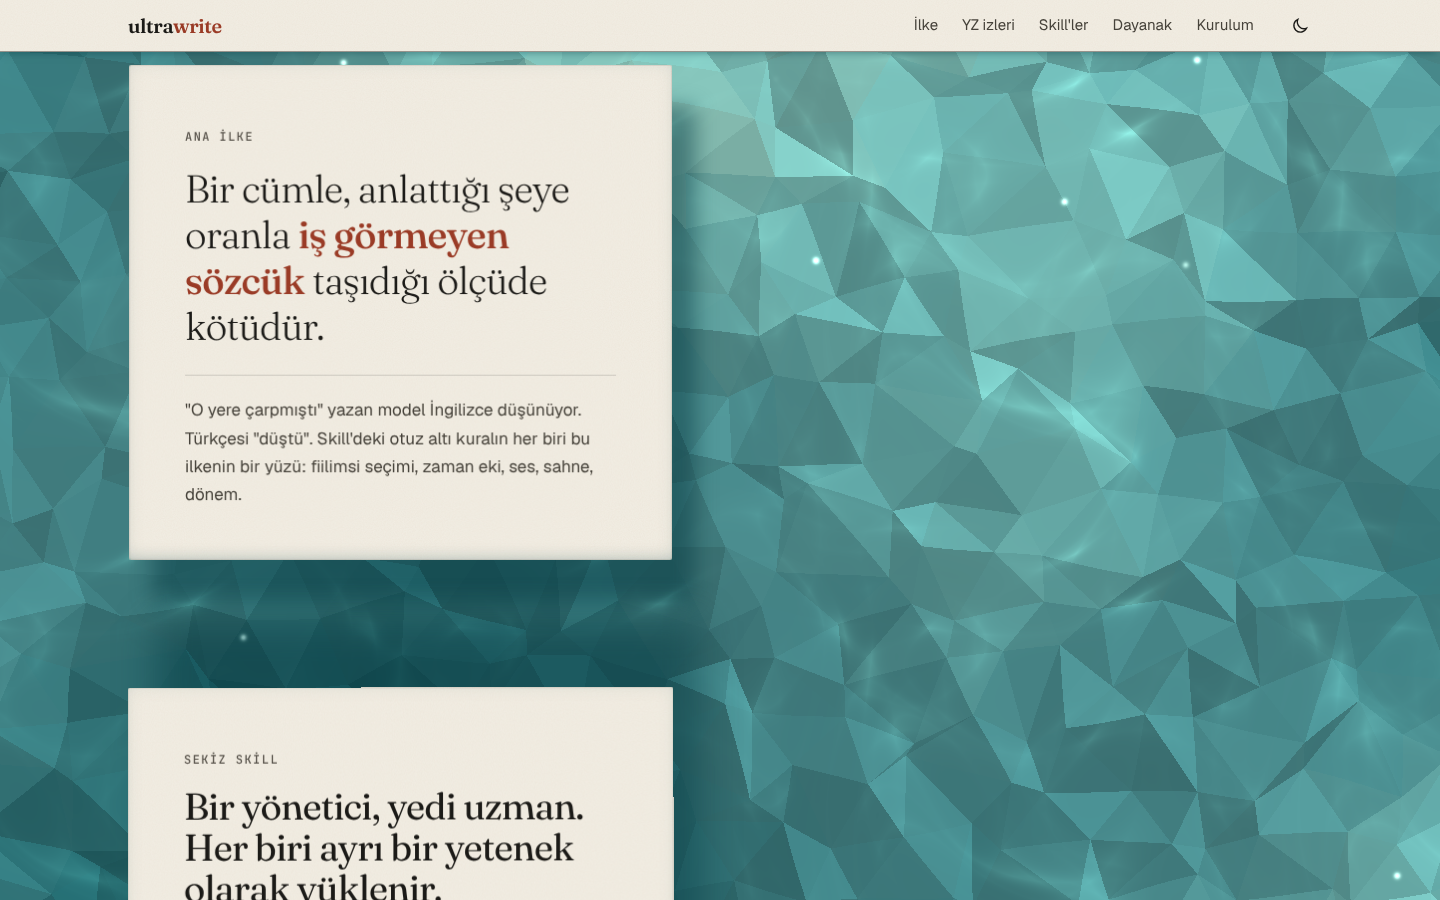 ultrawrite
İlke
YZ izleri
Skill'ler
Dayanak
Kurulum
ANA İLKE
Bir cümle, anlattığı şeye
oranla iş görmeyen
sözcük taşıdığı ölçüde
kötüdür.
"O yere çarpmıştı" yazan model İngilizce düşünüyor.
Türkçesi "düştü". Skill'deki otuz altı kuralın her biri bu
ilkenin bir yüzü: fiilimsi seçimi, zaman eki, ses, sahne,
dönem.
SEKİZ SKİLL
Bir yönetici, yedi uzman.
Her biri ayrı bir yetenek
olarak yüklenir.